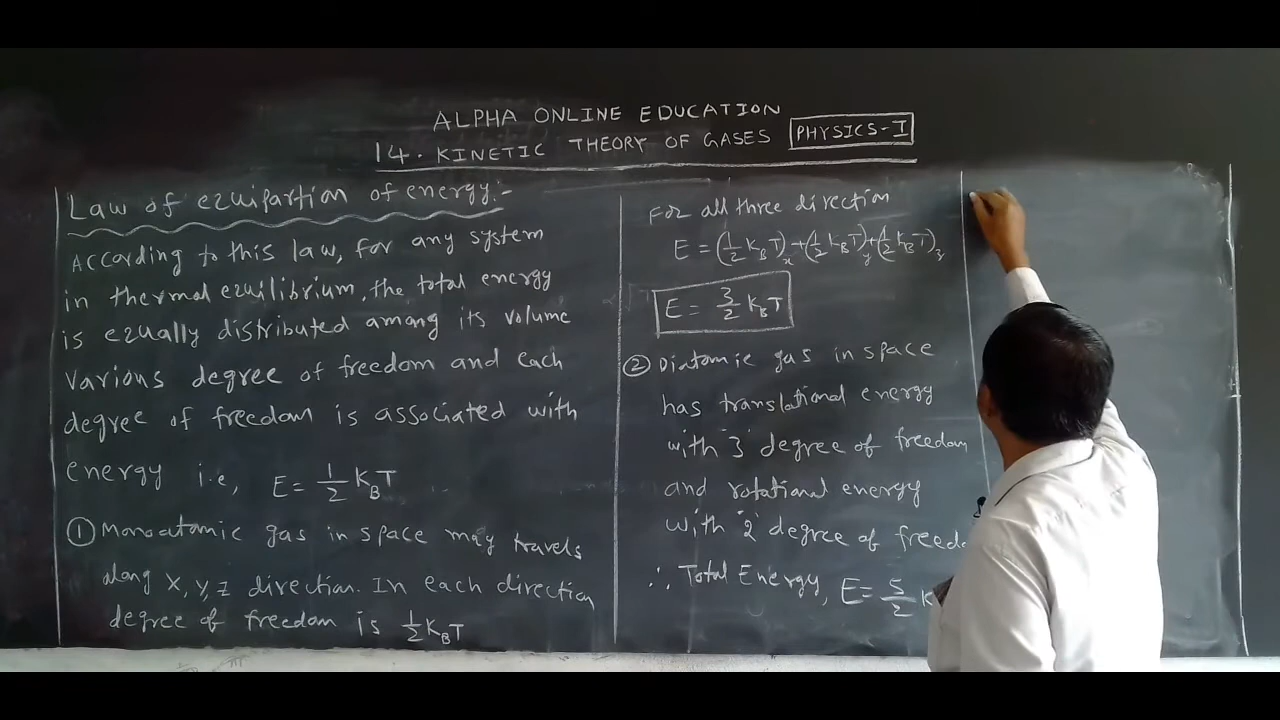 ALPHA ONLINE EDUCATION
14. KINETIC THEORY OF GASES PHYSICS-I
Law of equipartion of energy:-
According to this law, for any system
in thermal equilibrium, the total energy
is equally distributed among its volume
various degree of freedom and each
degree of freedom is associated with
energy i.e, E = 1/2 K_B T
① Monoatomic gas in space may travels
along X, Y, Z direction. In each direction
degree of freedom is 1/2 K_B T
For all three direction
E = (1/2 K_B T)_x + (1/2 K_B T)_y + (1/2 K_B T)_z
E = 3/2 K_B T
② Diatomic gas in space
has translational energy
with '3' degree of freedom
and rotational energy
with '2' degree of freedo
∴ Total Energy, E = 5/2 K